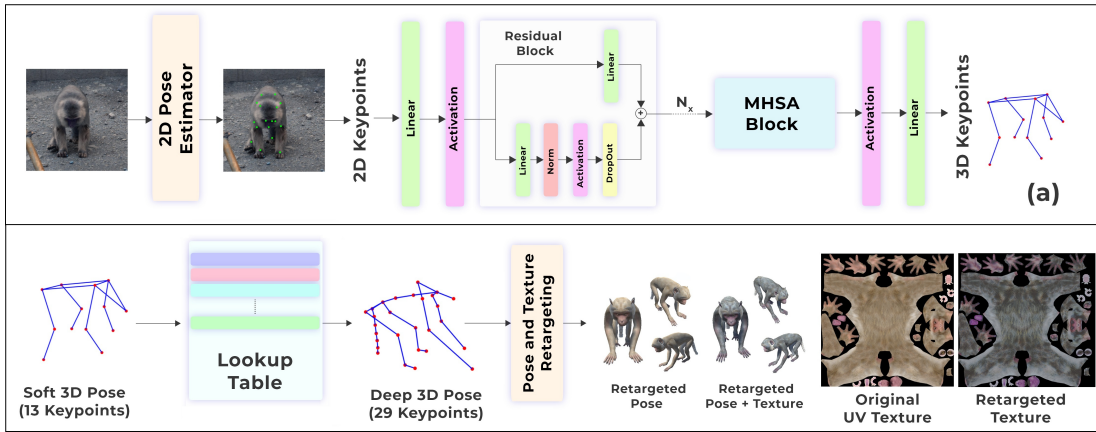 2D Pose
Estimator
2D Keypoints
Linear
Activation
Residual
Block
Linear
Linear
Norm
Activation
DropOut
+
Nx
MHSA
Block
Activation
Linear
3D Keypoints
(a)
Soft 3D Pose
(13 Keypoints)
Lookup
Table
Deep 3D Pose
(29 Keypoints)
Pose and Texture
Retargeting
Retargeted
Pose
Retargeted
Pose + Texture
Original
UV Texture
Retargeted
Texture